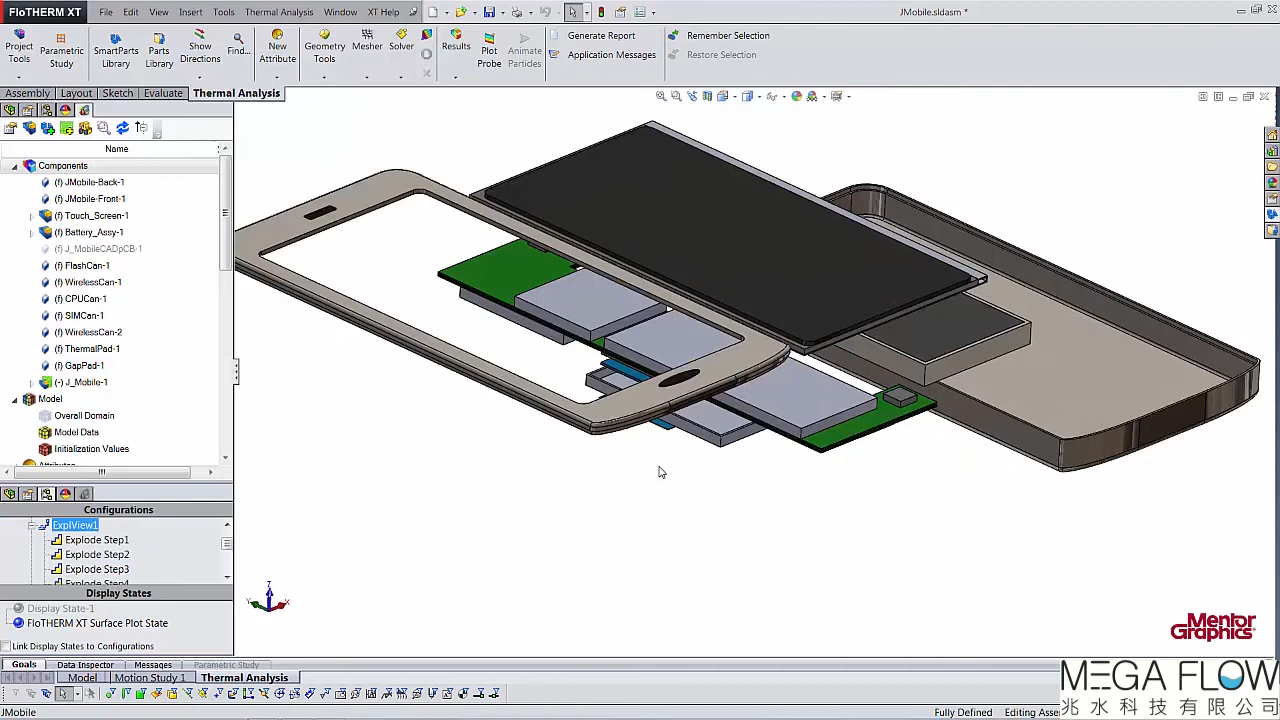 FloTHERM XT File Edit View Insert Tools Thermal Analysis Window XT Help JMobile.sldasm *
Project Tools
Parametric Study
SmartParts Library
Parts Library
Show Directions
Find...
New Attribute
Geometry Tools
Mesher
Solver
Results
Plot Probe
Animate Particles
Generate Report
Application Messages
Remember Selection
Restore Selection
Assembly Layout Sketch Evaluate Thermal Analysis
Name
Components
(f) JMobile-Back-1
(f) JMobile-Front-1
(f) Touch_Screen-1
(f) Battery_Assy-1
(f) J_MobileCADpCB-1
(f) FlashCan-1
(f) WirelessCan-1
(f) CPUCan-1
(f) SIMCan-1
(f) WirelessCan-2
(f) ThermalPad-1
(f) GapPad-1
(-) J_Mobile-1
Model
Overall Domain
Model Data
Initialization Values
Configurations
ExplView1
Explode Step1
Explode Step2
Explode Step3
Explode Step4
Display States
Display State-1
FloTHERM XT Surface Plot State
Link Display States to Configurations
Z
Y X
Mentor
Graphics
Goals Data Inspector Messages Parametric Study
Model Motion Study 1 Thermal Analysis
MEGA FLOW
兆水科技有限公司
JMobile Fully Defined Editing Asse